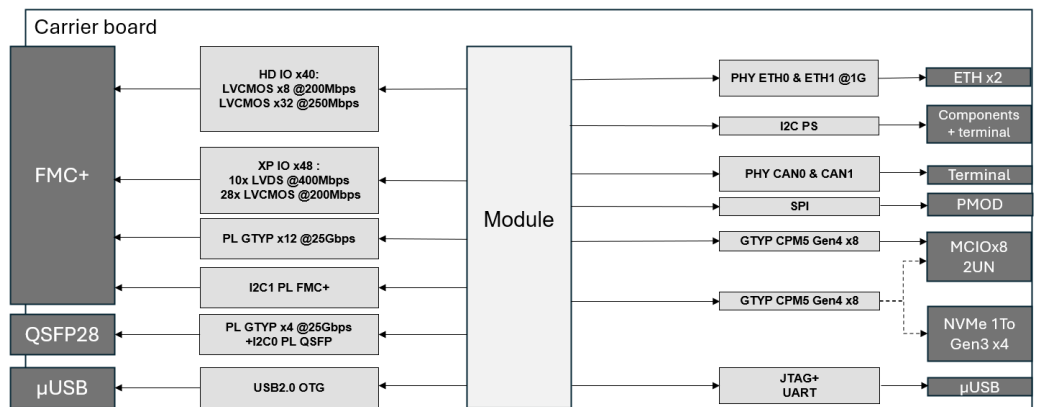 Carrier board
FMC+
QSFP28
µUSB
HD IO x40:
LVCMOS x8 @200Mbps
LVCMOS x32 @250Mbps
XP IO x48 :
10x LVDS @400Mbps
28x LVCMOS @200Mbps
PL GTYP x12 @25Gbps
I2C1 PL FMC+
PL GTYP x4 @25Gbps
+I2C0 PL QSFP
USB2.0 OTG
Module
PHY ETH0 & ETH1 @1G
I2C PS
PHY CAN0 & CAN1
SPI
GTYP CPM5 Gen4 x8
GTYP CPM5 Gen4 x8
JTAG+
UART
ETH x2
Components
+ terminal
Terminal
PMOD
MCIOx8
2UN
NVMe 1To
Gen3 x4
µUSB